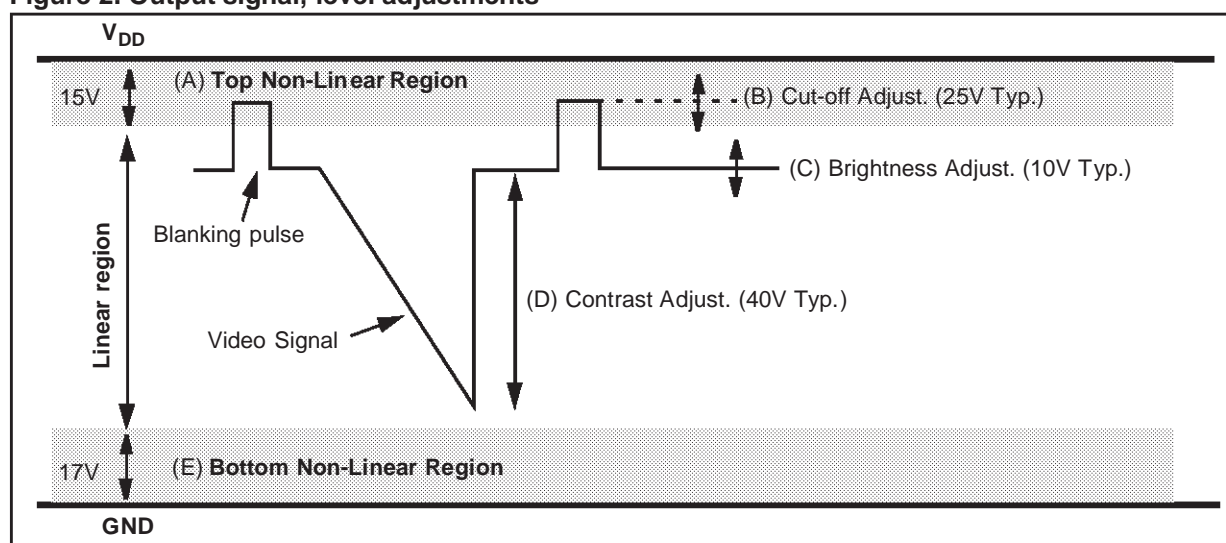 Figure 2. Output signal, level adjustments
VDD
15V
(A) Top Non-Linear Region
(B) Cut-off Adjust. (25V Typ.)
(C) Brightness Adjust. (10V Typ.)
Blanking pulse
Linear region
(D) Contrast Adjust. (40V Typ.)
Video Signal
17V
(E) Bottom Non-Linear Region
GND